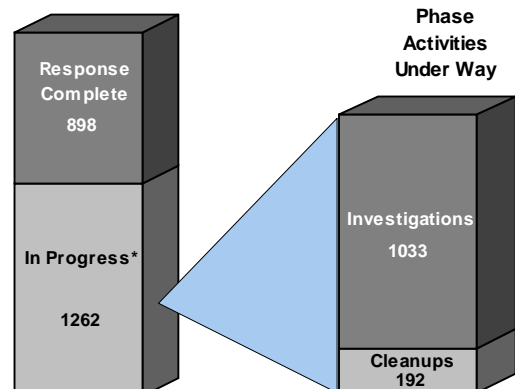 Phase
Activities
Under Way
Response
Complete
898
In Progress*
1262
Investigations
1033
Cleanups
192